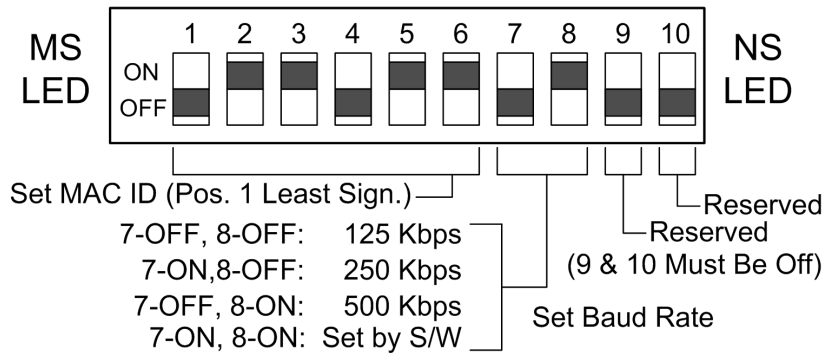 1 2 3 4 5 6 7 8 9 10
MS
LED
ON
OFF
NS
LED
Set MAC ID (Pos. 1 Least Sign.)
7-OFF, 8-OFF: 125 Kbps
7-ON,8-OFF: 250 Kbps
7-OFF, 8-ON: 500 Kbps
7-ON, 8-ON: Set by S/W
Set Baud Rate
Reserved
Reserved
(9 & 10 Must Be Off)